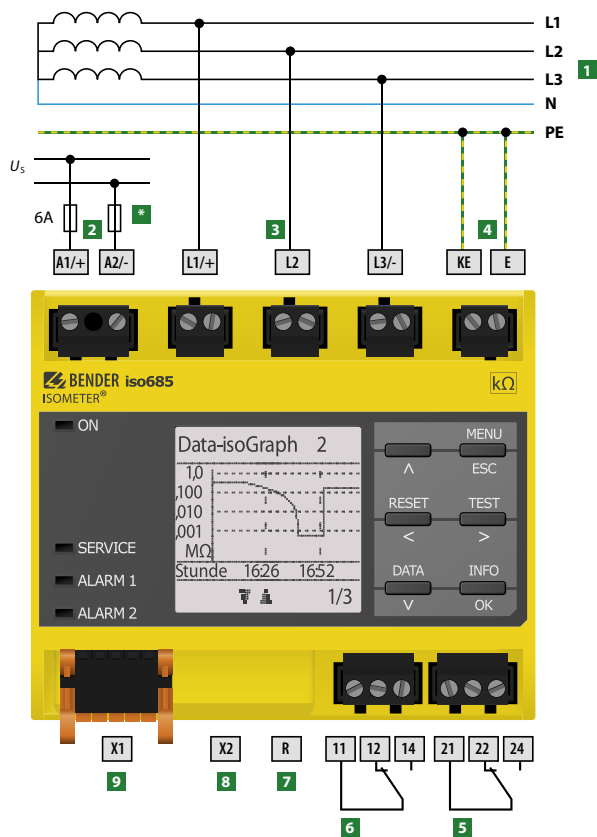 L1
L2
L3 1
N
PE
Us
6A 2 * 3 4
A1/+ A2/- L1/+ L2 L3/- KE E
BENDER iso685
ISOMETER® kΩ
ON
MENU
Data-isoGraph 2
Λ ESC
1,0
,100
RESET TEST
,010
< >
,001
SERVICE
MΩ
Stunde 16:26 16:52
DATA INFO
ALARM 1
1/3
V OK
ALARM 2
X1 X2 R 11 12 14 21 22 24
9 8 7 6 5